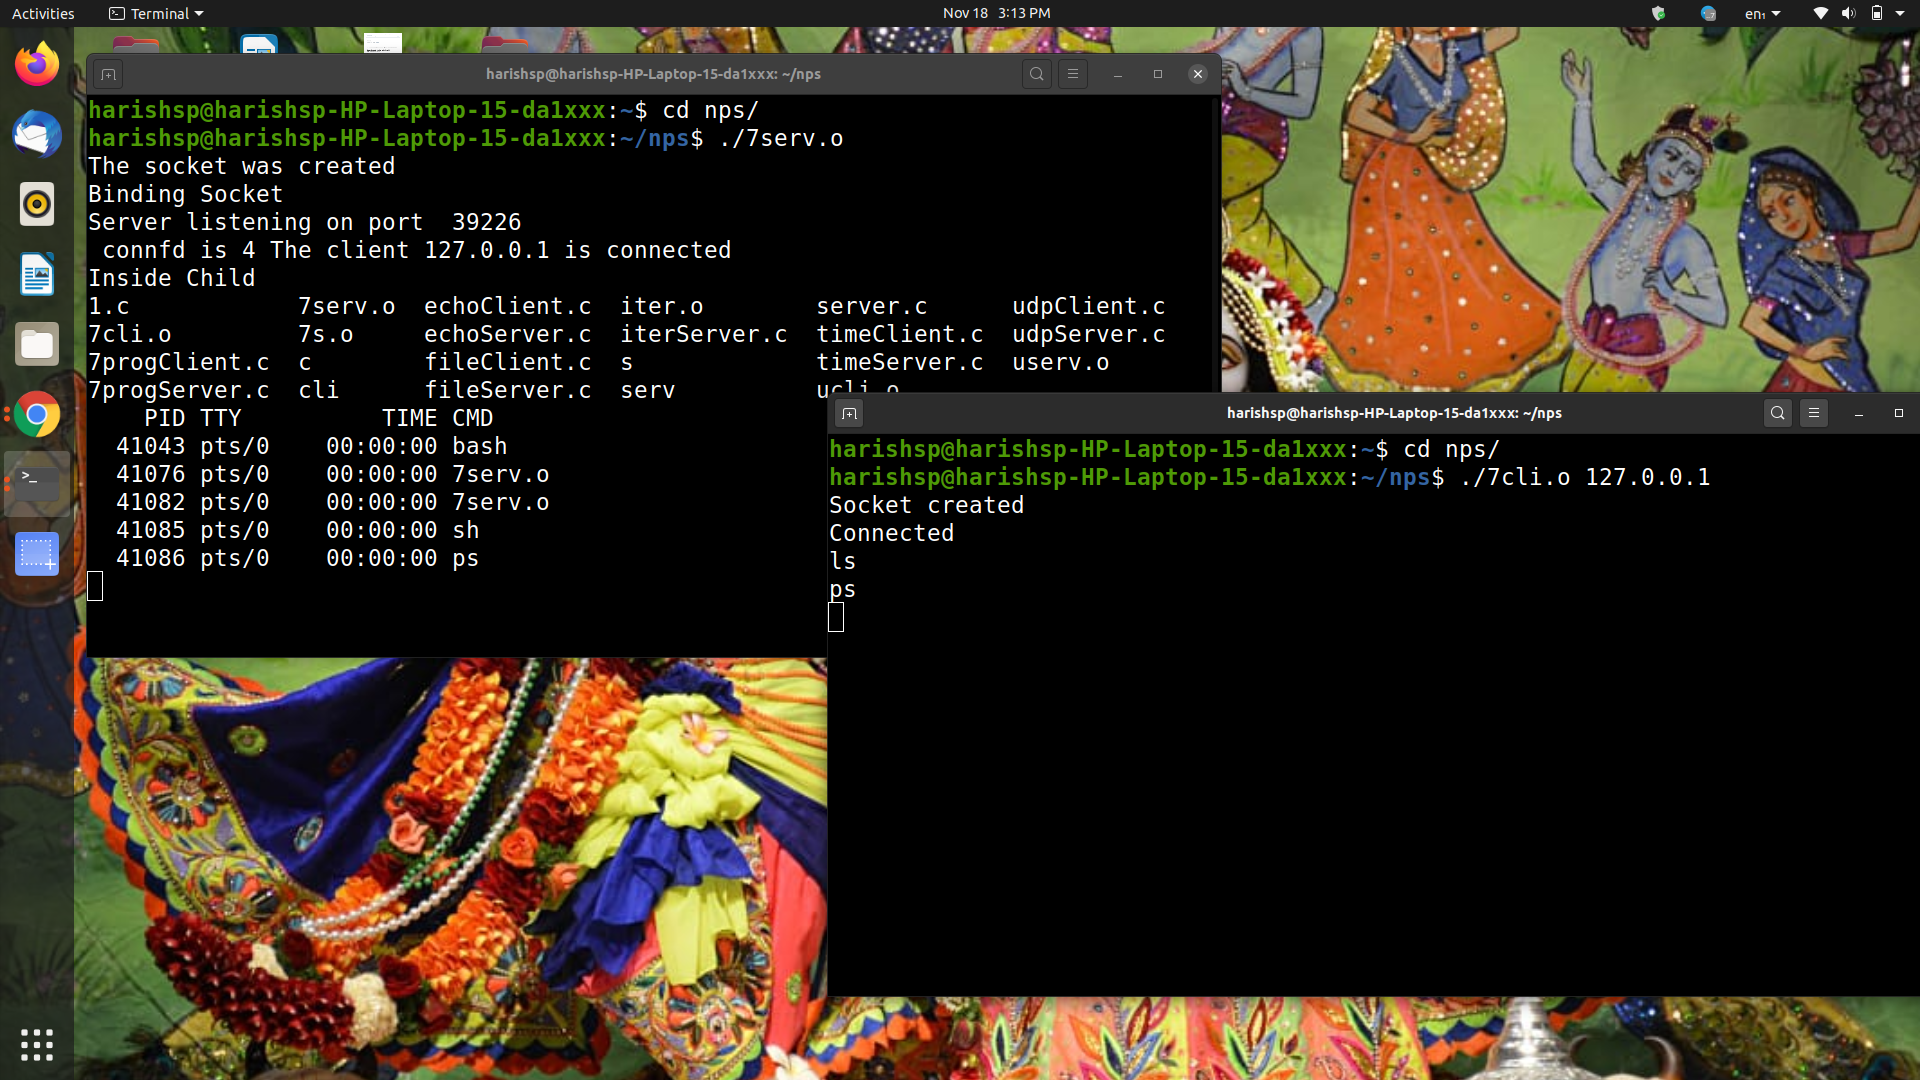 Activities
Terminal
Nov 18 3:13 PM
en₁
harishsp@harishsp-HP-Laptop-15-da1xxx: ~/nps
harishsp@harishsp-HP-Laptop-15-da1xxx:~$ cd nps/
harishsp@harishsp-HP-Laptop-15-da1xxx:~/nps$ ./7serv.o
The socket was created
Binding Socket
Server listening on port  39226
 connfd is 4 The client 127.0.0.1 is connected
Inside Child
1.c            7serv.o  echoClient.c  iter.o        server.c      udpClient.c
7cli.o         7s.o     echoServer.c  iterServer.c  timeClient.c  udpServer.c
7progClient.c  c        fileClient.c  s             timeServer.c  userv.o
7progServer.c  cli      fileServer.c  serv          ucli.o
    PID TTY          TIME CMD
  41043 pts/0    00:00:00 bash
  41076 pts/0    00:00:00 7serv.o
  41082 pts/0    00:00:00 7serv.o
  41085 pts/0    00:00:00 sh
  41086 pts/0    00:00:00 ps
harishsp@harishsp-HP-Laptop-15-da1xxx: ~/nps
harishsp@harishsp-HP-Laptop-15-da1xxx:~$ cd nps/
harishsp@harishsp-HP-Laptop-15-da1xxx:~/nps$ ./7cli.o 127.0.0.1
Socket created
Connected
ls
ps